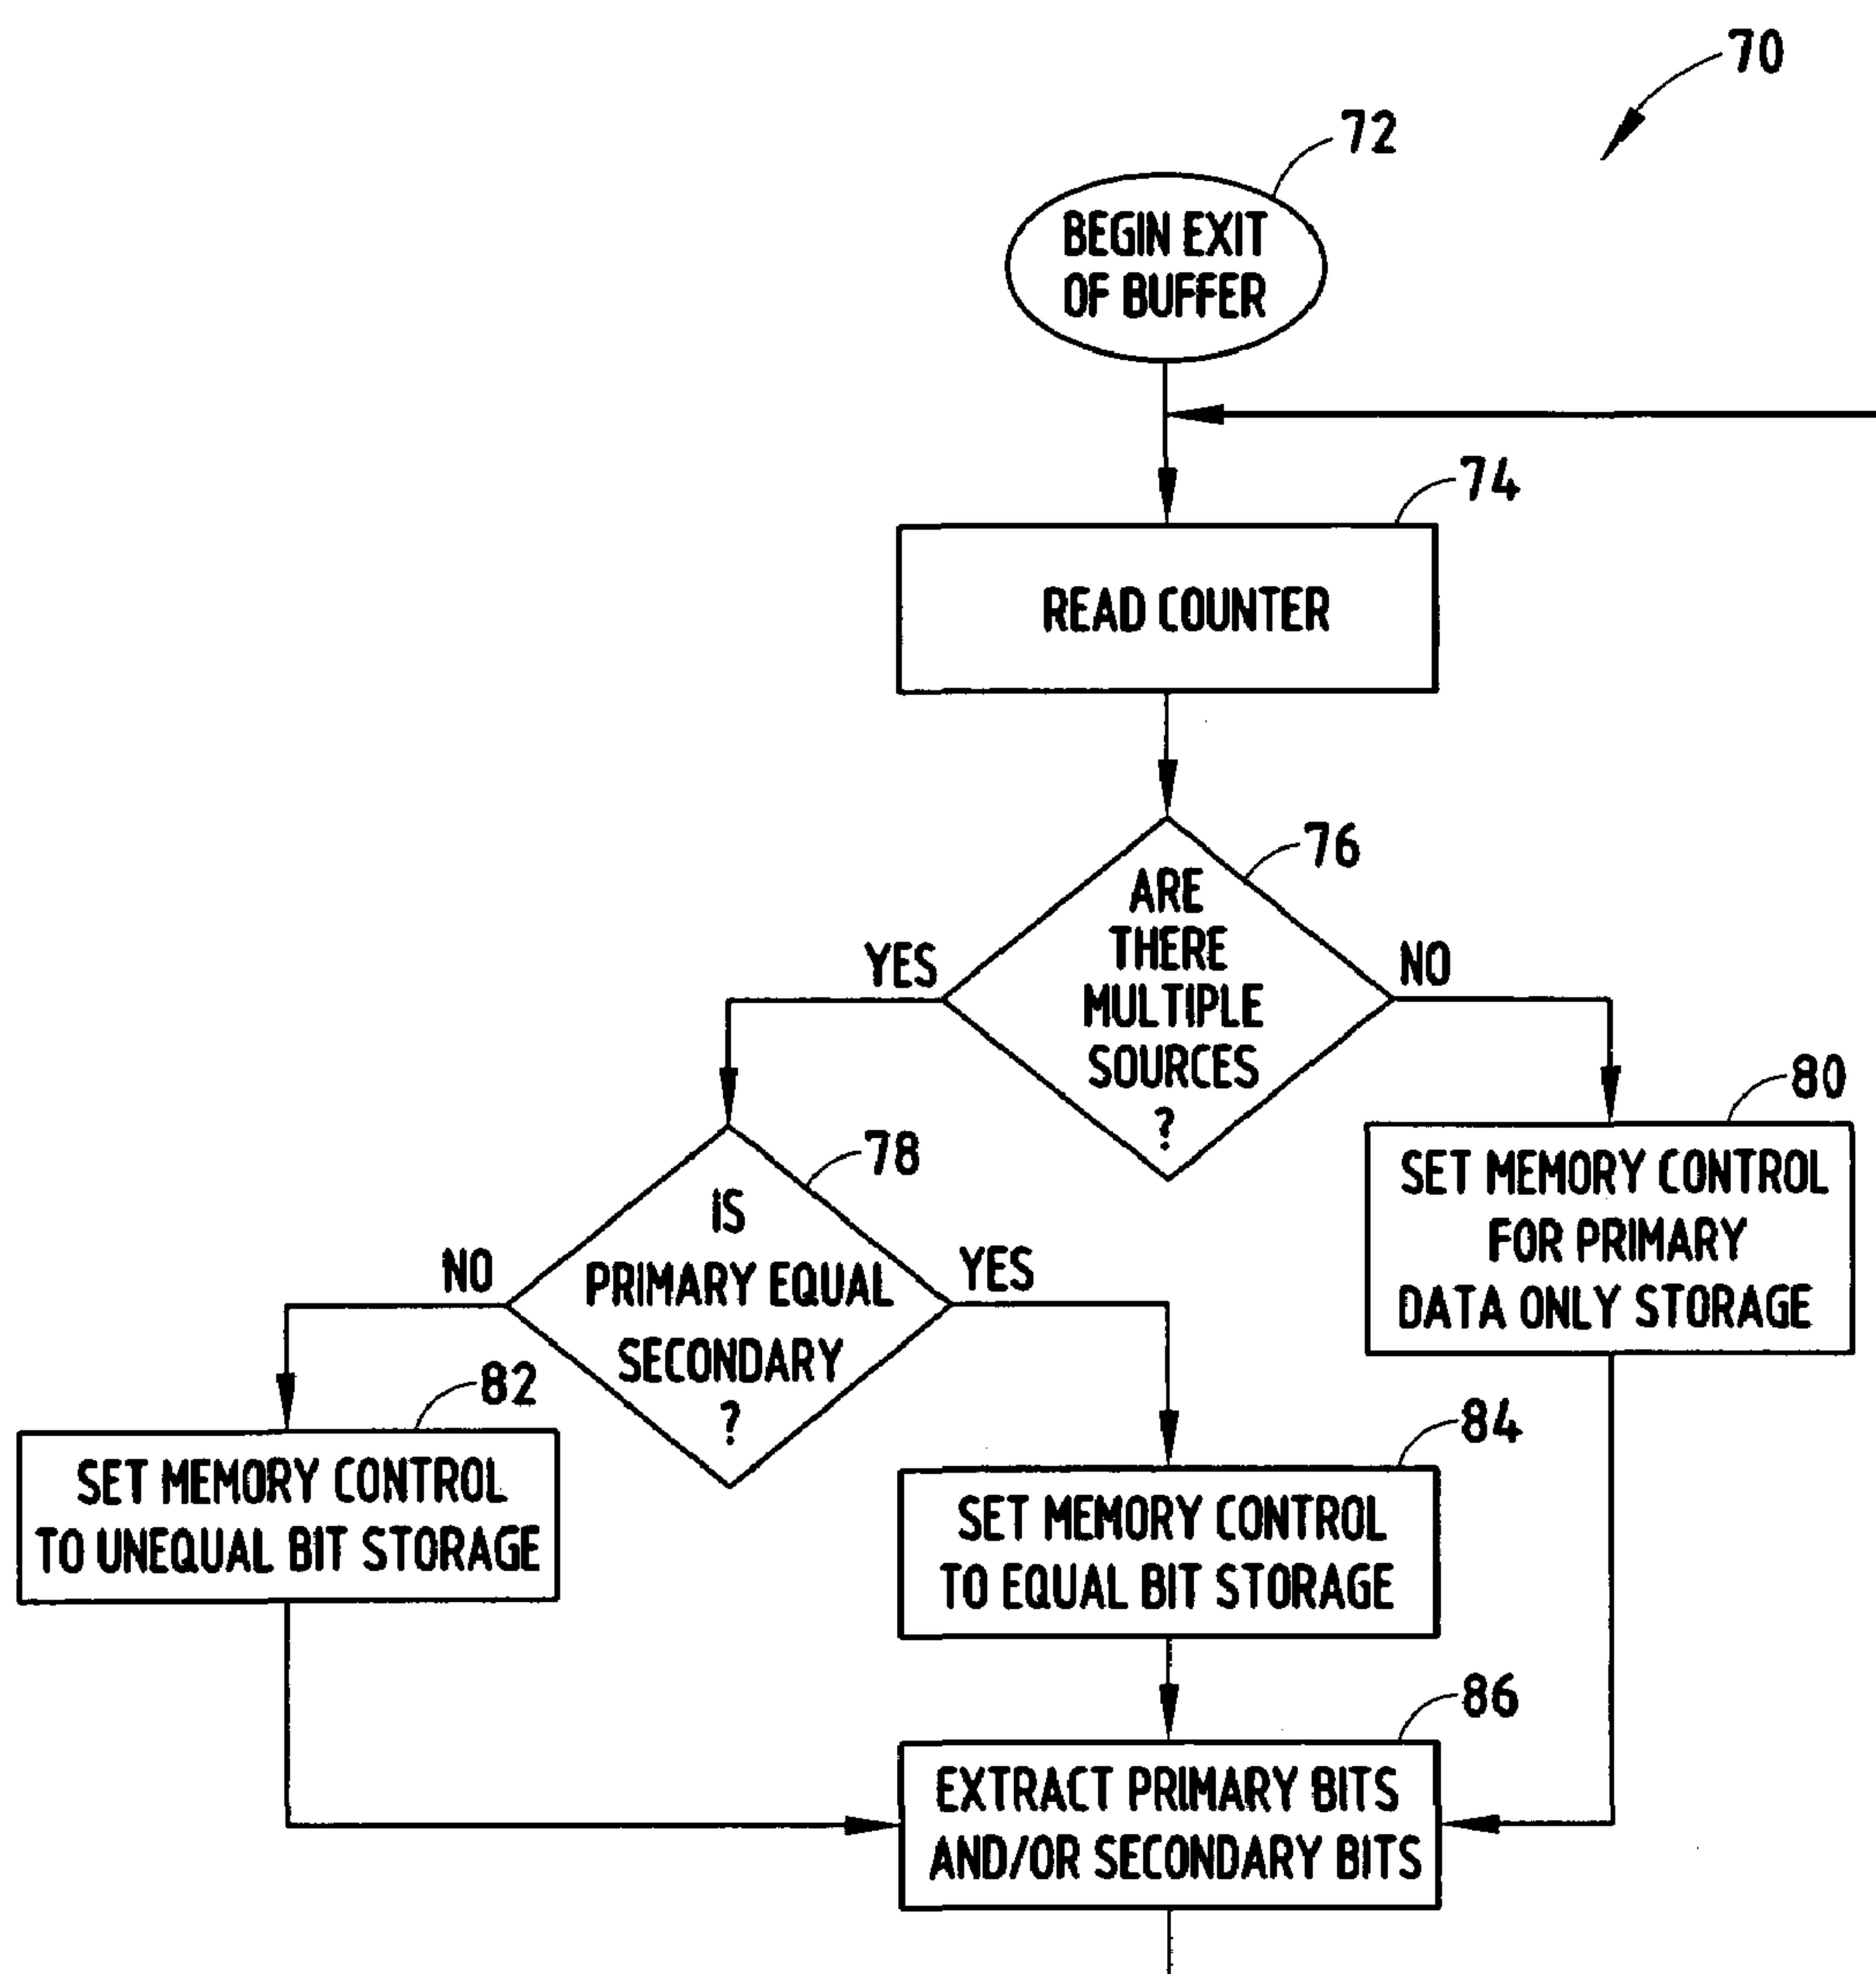 70
72
BEGIN EXIT
OF BUFFER
74
READ COUNTER
76
ARE
THERE
MULTIPLE
SOURCES
?
YES
NO
78
IS
PRIMARY EQUAL
SECONDARY
?
NO
YES
80
SET MEMORY CONTROL
FOR PRIMARY
DATA ONLY STORAGE
82
SET MEMORY CONTROL
TO UNEQUAL BIT STORAGE
84
SET MEMORY CONTROL
TO EQUAL BIT STORAGE
86
EXTRACT PRIMARY BITS
AND/OR SECONDARY BITS